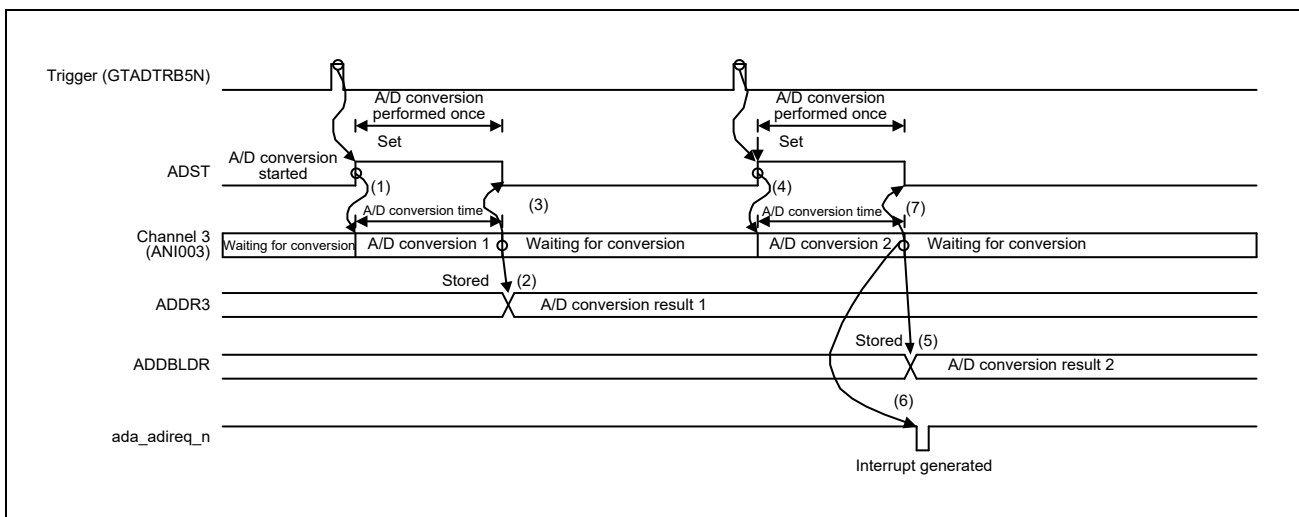 Trigger (GTADTRB5N)
A/D conversion
performed once
A/D conversion
performed once
Set
Set
A/D conversion
started
ADST
(1)
(3)
(4)
(7)
A/D conversion time
A/D conversion time
Channel 3
(ANI003)
Waiting for conversion
A/D conversion 1
Waiting for conversion
A/D conversion 2
Waiting for conversion
Stored
(2)
ADDR3
A/D conversion result 1
Stored
(5)
ADDBLDR
A/D conversion result 2
(6)
ada_adireq_n
Interrupt generated